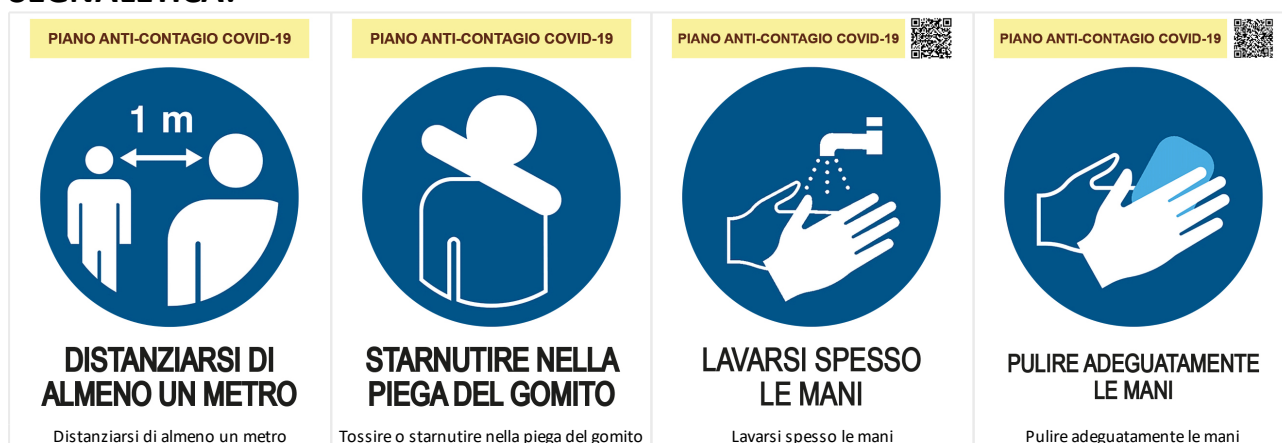 PIANO ANTI-CONTAGIO COVID-19
1 m
DISTANZIARSI DI
ALMENO UN METRO
Distanziarsi di almeno un metro
PIANO ANTI-CONTAGIO COVID-19
STARNUTIRE NELLA
PIEGA DEL GOMITO
Tossire o starnutire nella piega del gomito
PIANO ANTI-CONTAGIO COVID-19
LAVARSI SPESSO
LE MANI
Lavarsi spesso le mani
PIANO ANTI-CONTAGIO COVID-19
PULIRE ADEGUATAMENTE
LE MANI
Pulire adeguatamente le mani